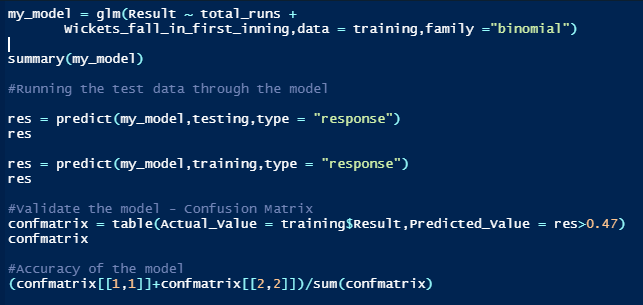 my_model = glm(Result ~ total_runs +
Wickets_fall_in_first_inning,data = training,family ="binomial")
summary(my_model)
#Running the test data through the model
res = predict(my_model,testing,type = "response")
res
res = predict(my_model,training,type = "response")
res
#Validate the model - Confusion Matrix
confmatrix = table(Actual_Value = training$Result,Predicted_Value = res>0.47)
confmatrix
#Accuracy of the model
(confmatrix[[1,1]]+confmatrix[[2,2]])/sum(confmatrix)